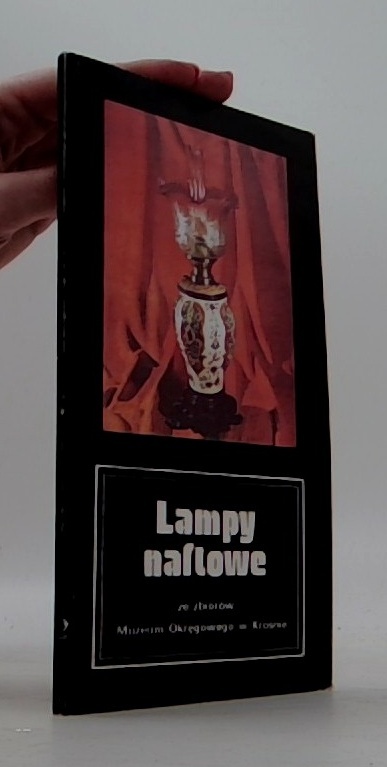 Lampy
naftowe
ze zbiorów
Muzeum Okręgowego w Krośnie